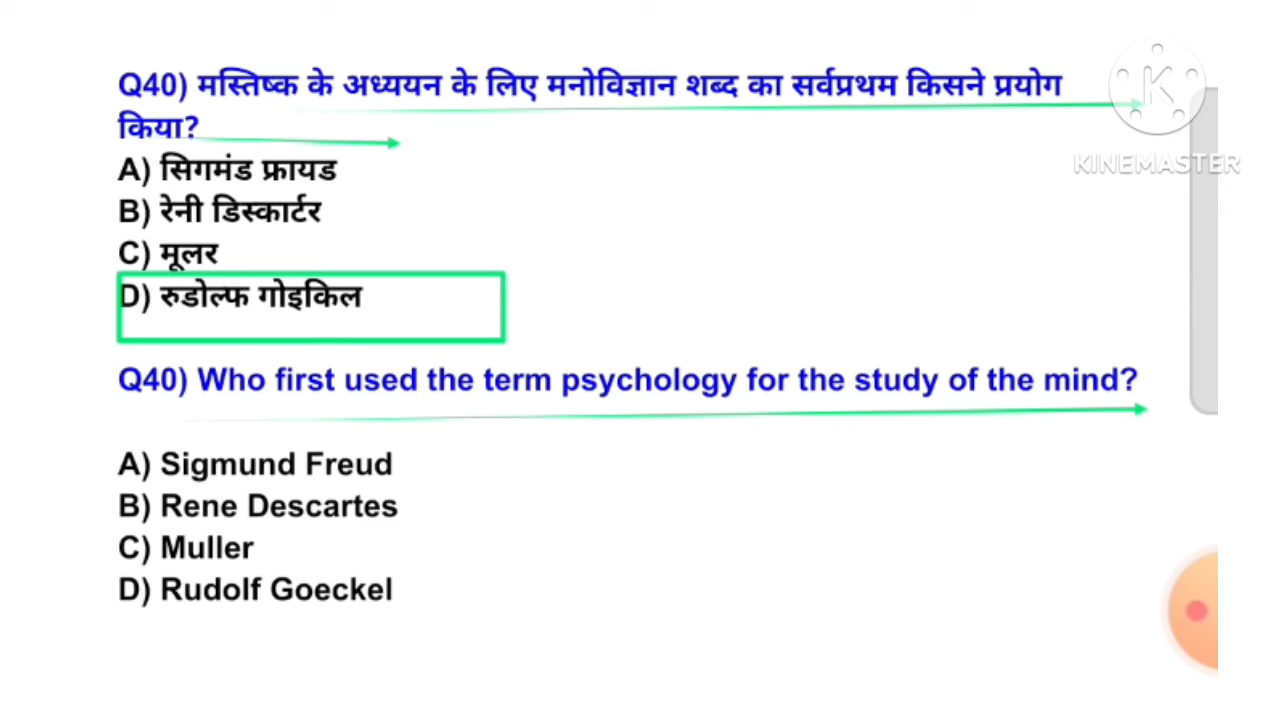 Q40) मस्तिष्क के अध्ययन के लिए मनोविज्ञान शब्द का सर्वप्रथम किसने प्रयोग
किया?
A) सिगमंड फ्रायड
B) रेनी डिस्कार्टर
C) मूलर
D) रुडोल्फ गोइकिल
Q40) Who first used the term psychology for the study of the mind?
A) Sigmund Freud
B) Rene Descartes
C) Muller
D) Rudolf Goeckel
K
KINEMASTER